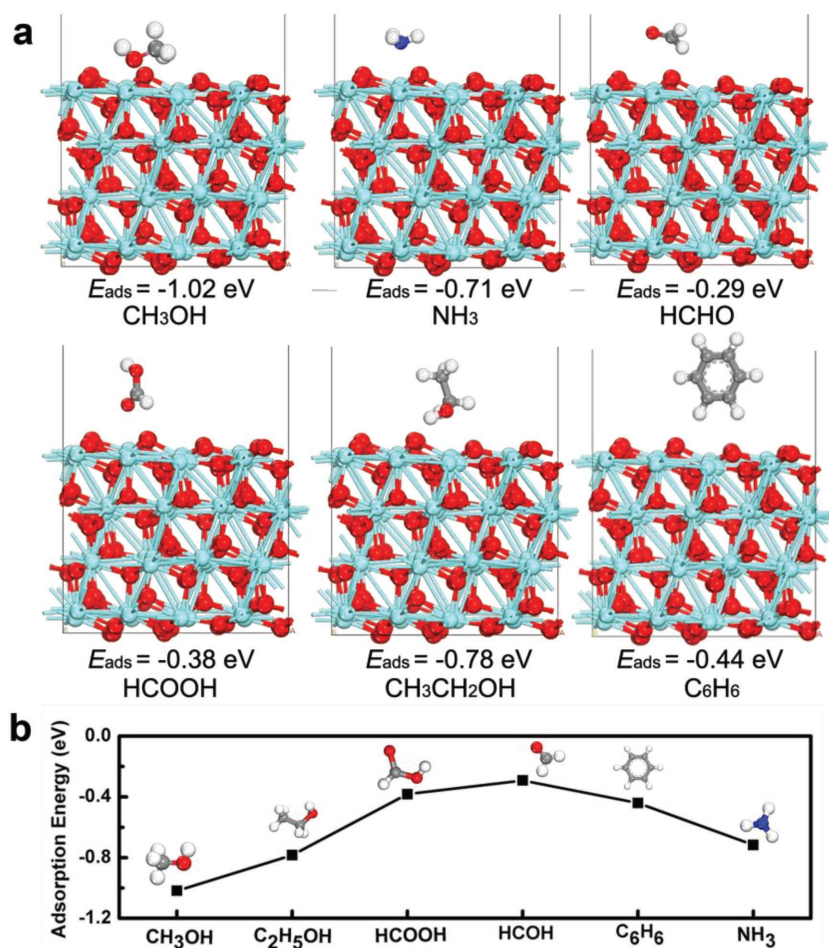 a
Eads = -1.02 eV
CH3OH
Eads = -0.71 eV
NH3
Eads = -0.29 eV
HCHO
Eads = -0.38 eV
HCOOH
Eads = -0.78 eV
CH3CH2OH
Eads = -0.44 eV
C6H6
b
Adsorption Energy (eV)
0.0
-0.4
-0.8
-1.2
CH3OH
C2H5OH
HCOOH
HCOH
C6H6
NH3